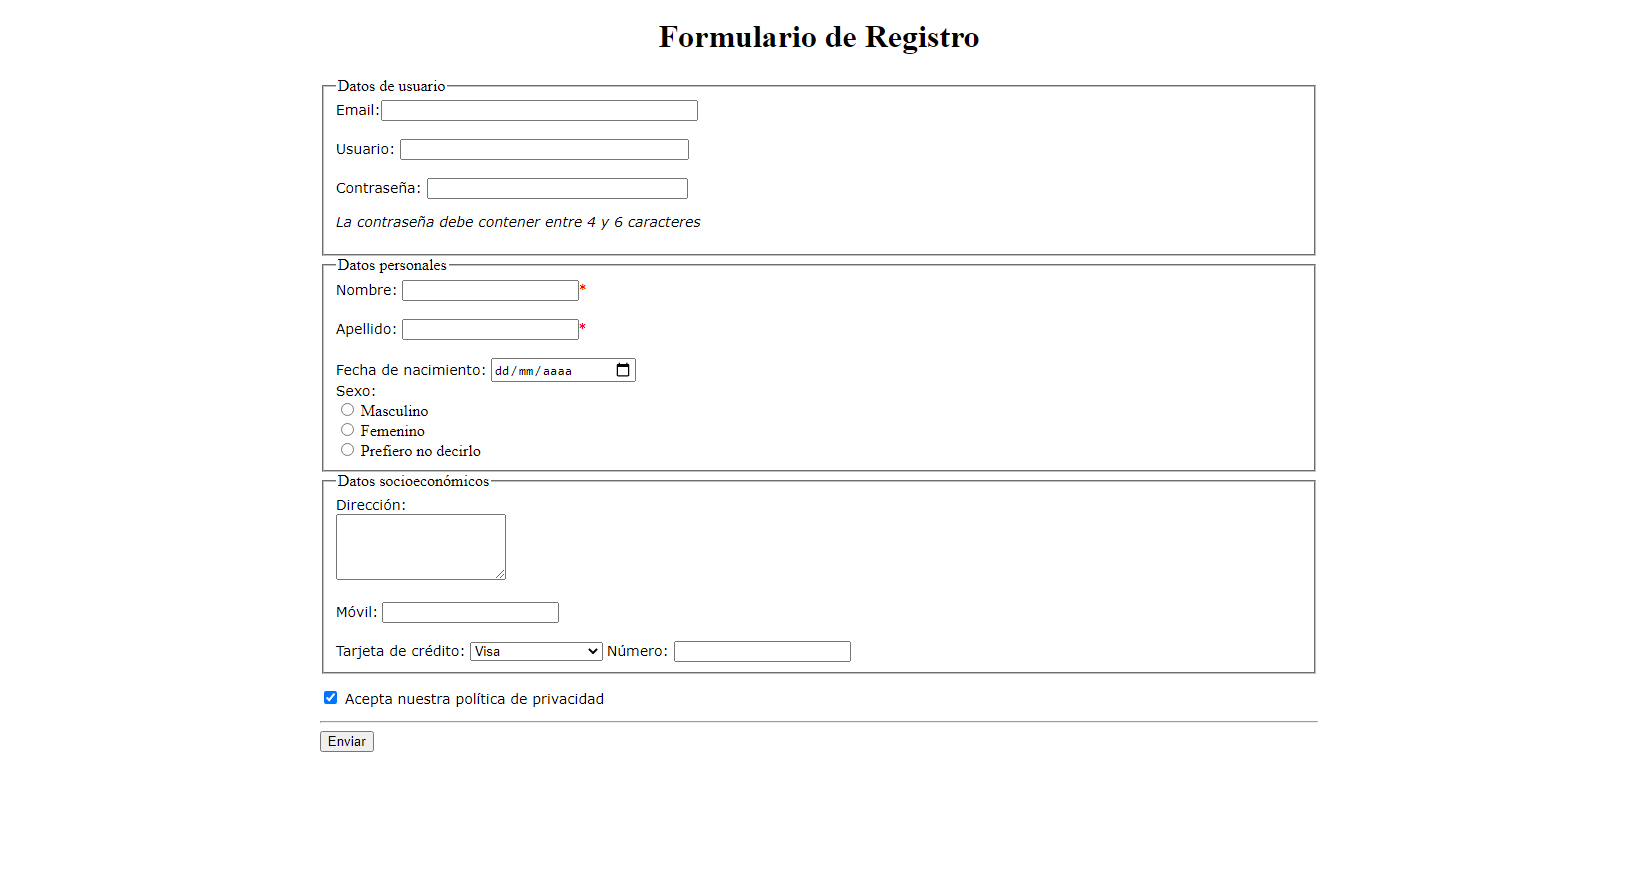 Formulario de Registro
Datos de usuario
Email:
Usuario:
Contraseña:
La contraseña debe contener entre 4 y 6 caracteres
Datos personales
Nombre: *
Apellido: *
Fecha de nacimiento: dd/mm/aaaa
Sexo:
Masculino
Femenino
Prefiero no decirlo
Datos socioeconómicos
Dirección:
Móvil:
Tarjeta de crédito: Visa Número:
Acepta nuestra política de privacidad
Enviar